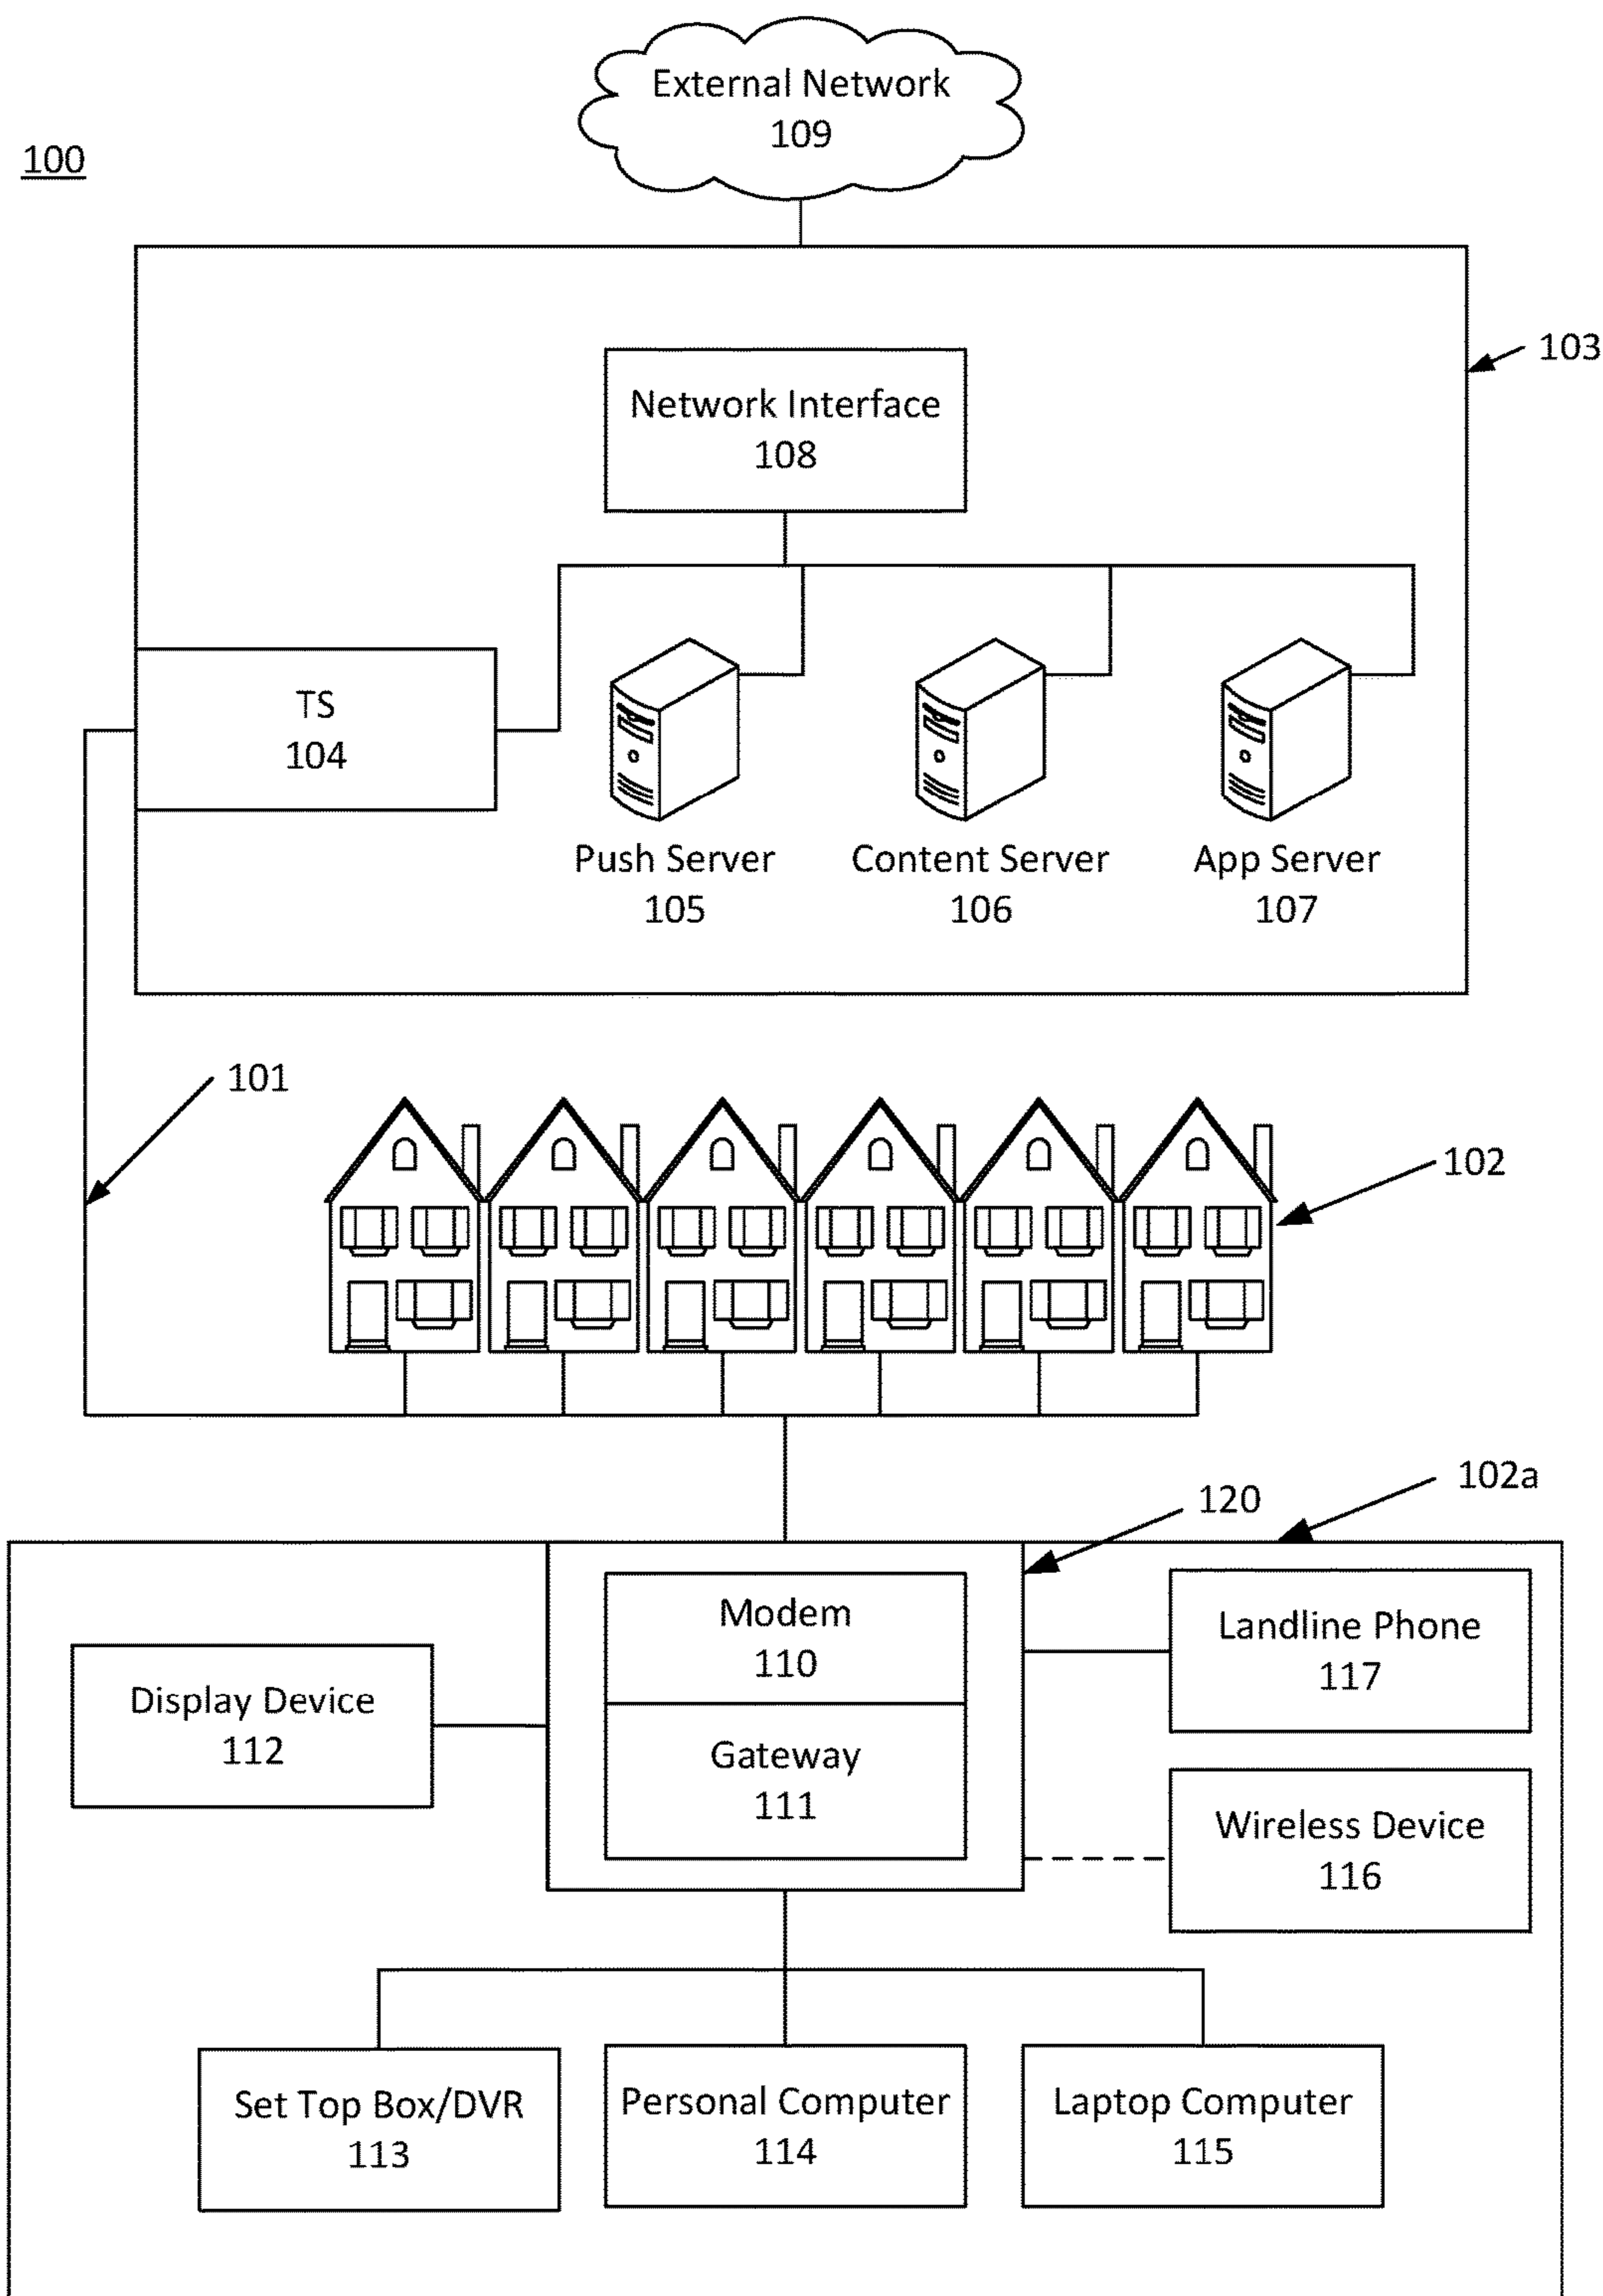 External Network
109
100
103
Network Interface
108
TS
104
Push Server
105
Content Server
106
App Server
107
101
102
102a
120
Modem
110
Landline Phone
117
Display Device
112
Gateway
111
Wireless Device
116
Set Top Box/DVR
113
Personal Computer
114
Laptop Computer
115